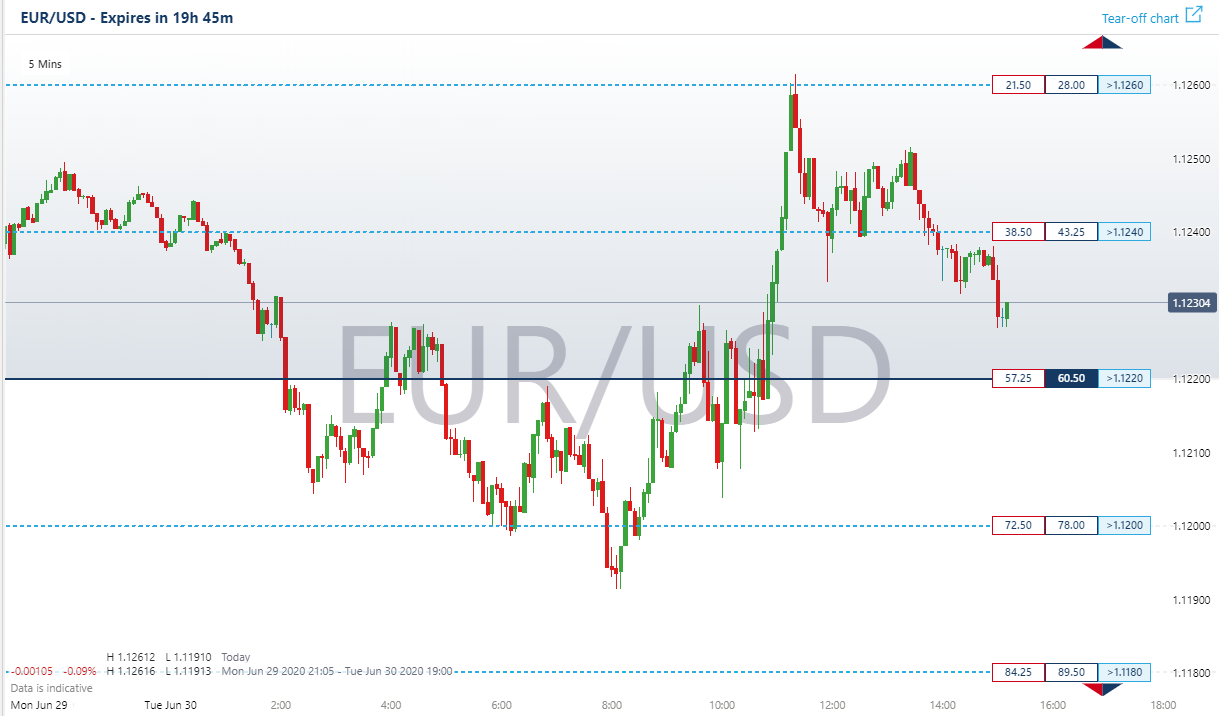 EUR/USD - Expires in 19h 45m
Tear-off chart
5 Mins
21.50 28.00 >1.1260 1.12600
1.12500
38.50 43.25 >1.1240 1.12400
1.12304
EUR/USD
57.25 60.50 >1.1220 1.12200
1.12100
72.50 78.00 >1.1200 1.12000
1.11900
H 1.12612 L 1.11910 Today
-0.00105 -0.09% H 1.12616 L 1.11913 Mon Jun 29 2020 21:05 - Tue Jun 30 2020 19:00
84.25 89.50 >1.1180 1.11800
Data is indicative
Mon Jun 29 Tue Jun 30 2:00 4:00 6:00 8:00 10:00 12:00 14:00 16:00 18:00